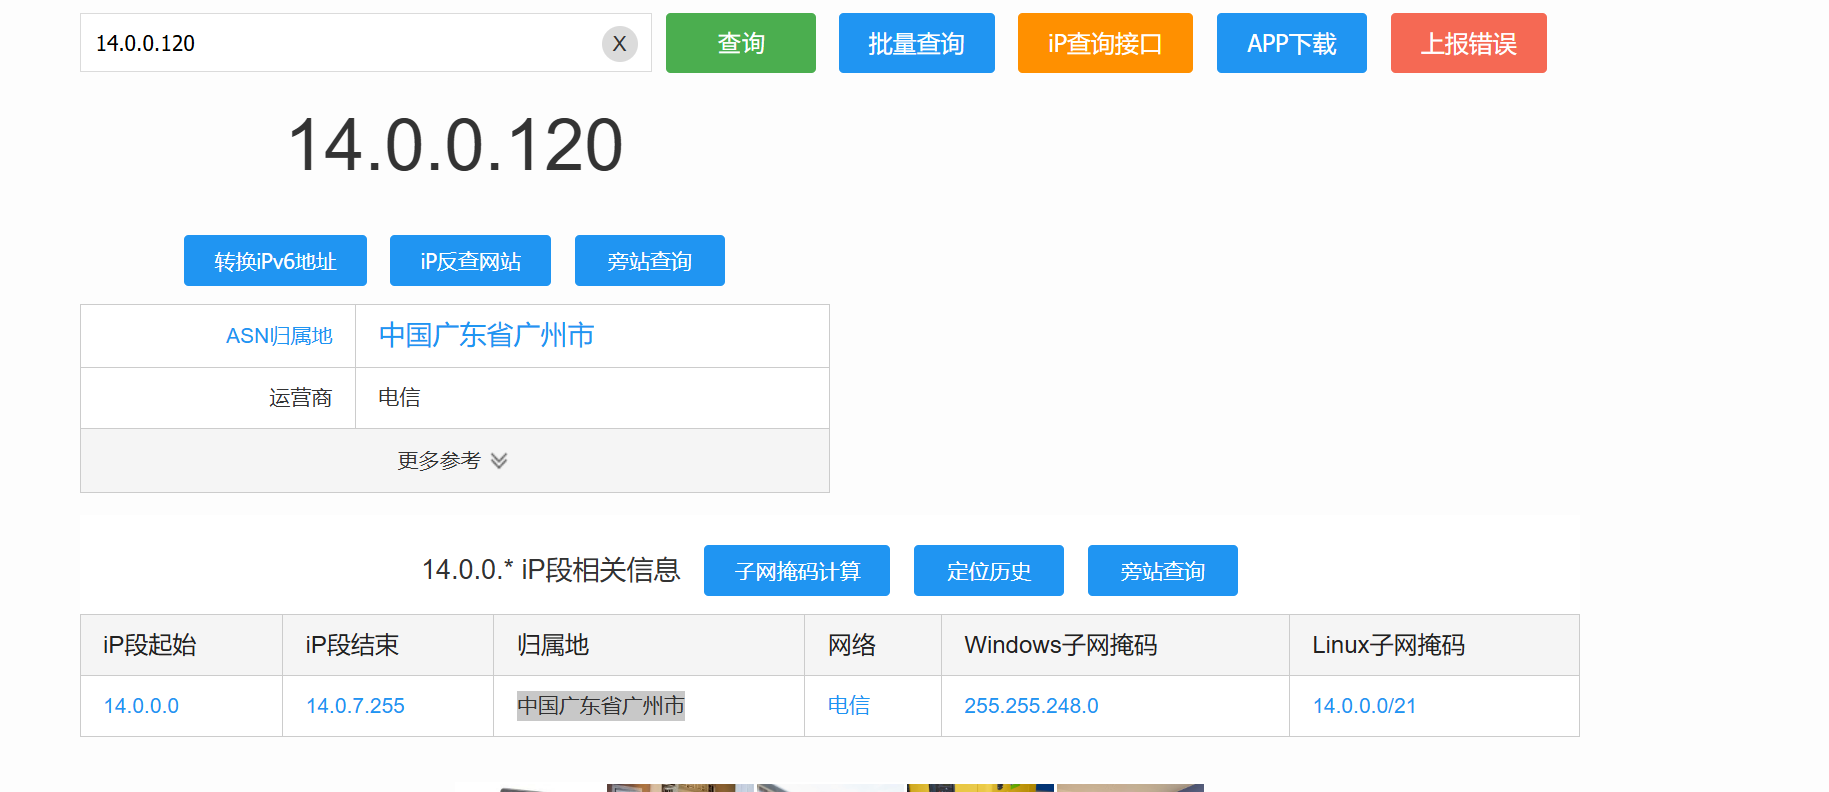 14.0.0.120 X 查询 批量查询 iP查询接口 APP下载 上报错误
14.0.0.120
转换iPv6地址 iP反查网站 旁站查询
ASN归属地 中国广东省广州市
运营商 电信
更多参考
14.0.0.* iP段相关信息 子网掩码计算 定位历史 旁站查询
iP段起始 iP段结束 归属地 网络 Windows子网掩码 Linux子网掩码
14.0.0.0 14.0.7.255 中国广东省广州市 电信 255.255.248.0 14.0.0.0/21